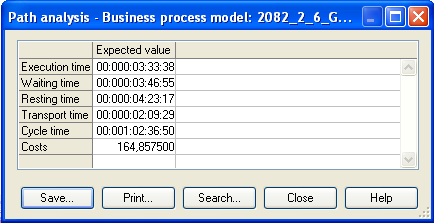 Path analysis - Business process model: 2082_2_6_G...
Expected value
Execution time 00:000:03:33:38
Waiting time 00:000:03:46:55
Resting time 00:000:04:23:17
Transport time 00:000:02:09:29
Cycle time 00:001:02:36:50
Costs 164,857500
Save... Print... Search... Close Help